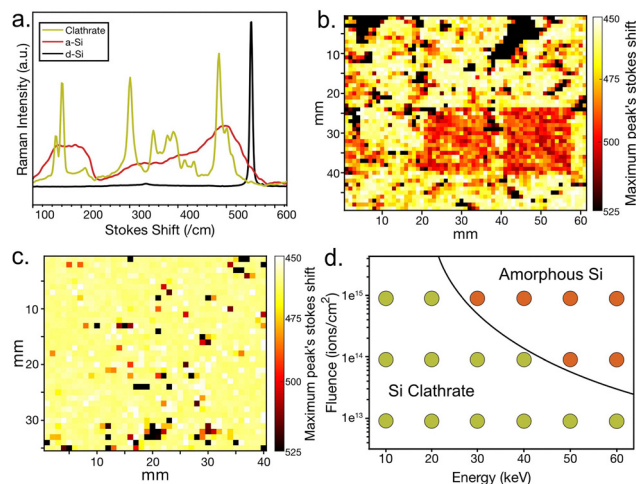 a.
Clathrate
a-Si
d-Si
Raman Intensity (a.u.)
100 200 300 400 500 600
Stokes Shift (/cm)
b.
10
20
30
40
mm
0 10 20 30 40 50 60
mm
450
475
500
525
Maximum peak's stokes shift
c.
10
20
30
mm
10 20 30 40
mm
450
475
500
525
Maximum peak's stokes shift
d.
Amorphous Si
Si Clathrate
1e¹⁵
1e¹⁴
1e¹³
Fluence (ions/cm²)
10 20 30 40 50 60
Energy (keV)